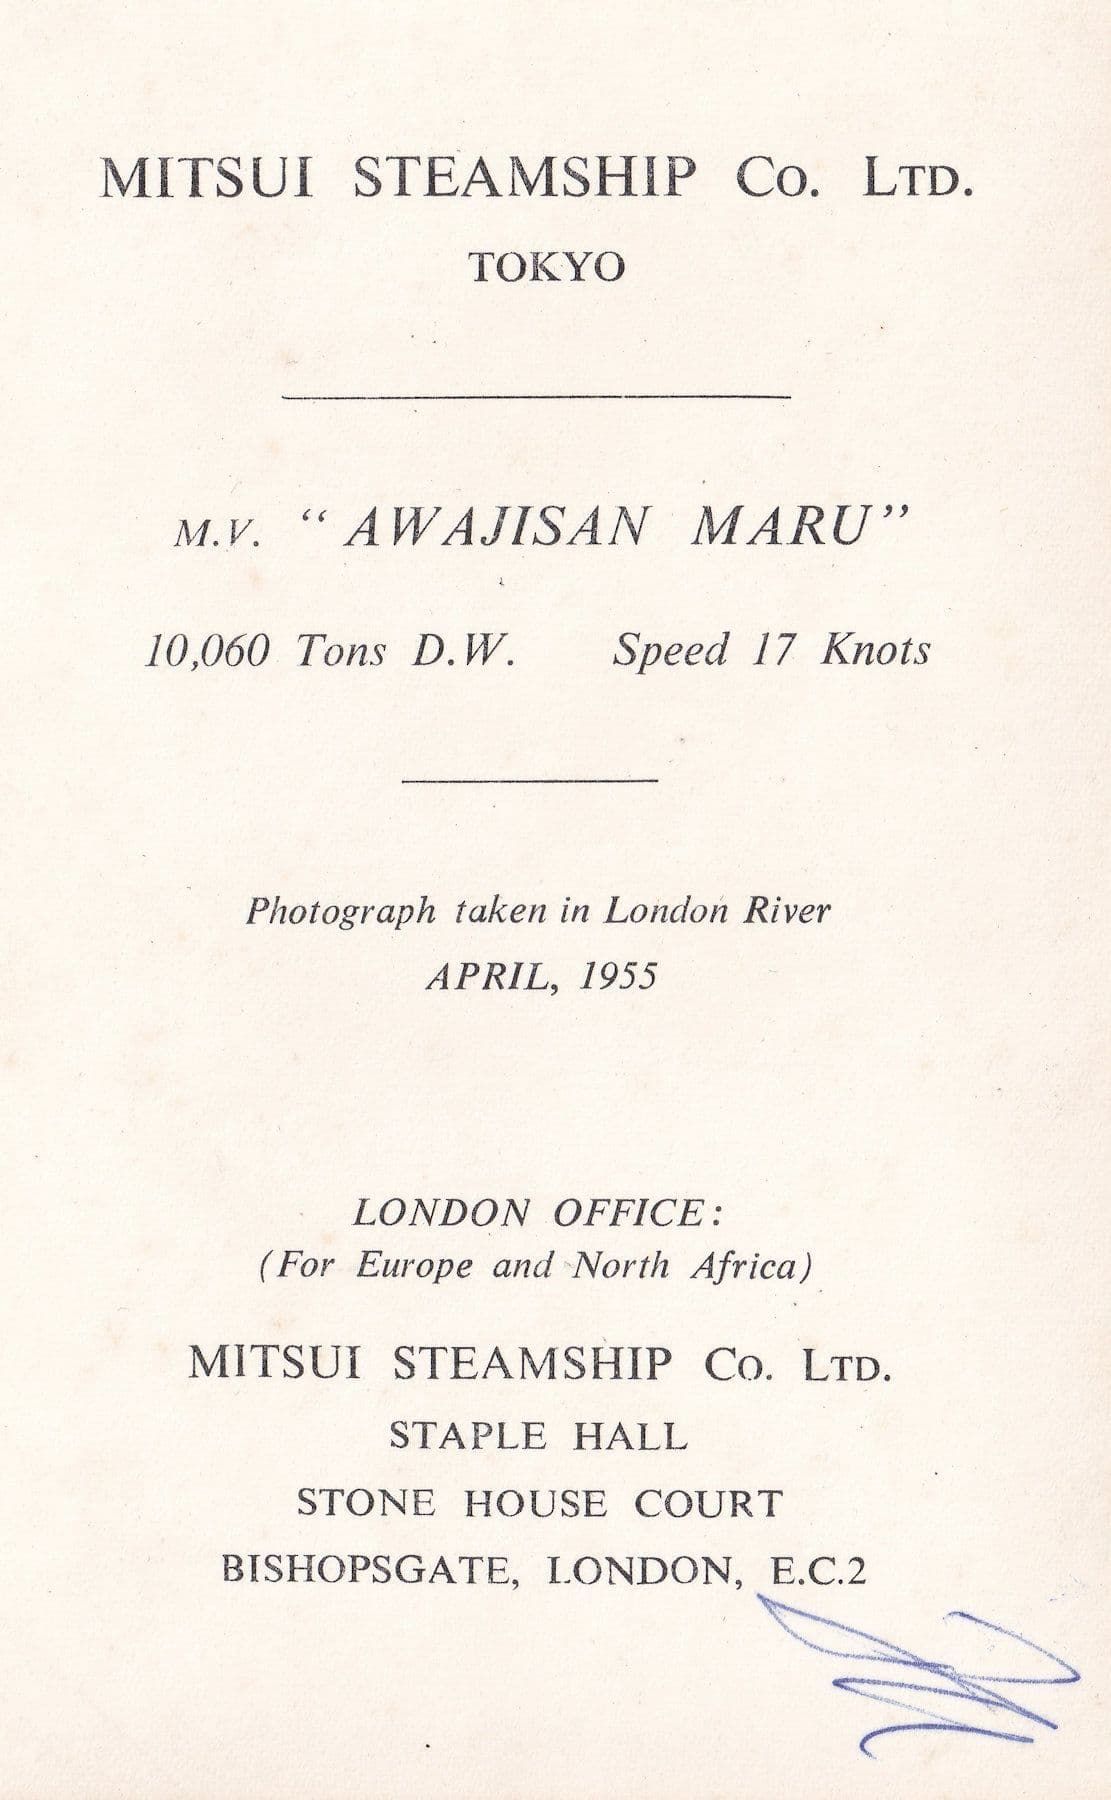 MITSUI STEAMSHIP Co. LTD.
TOKYO
M.V. “AWAJISAN MARU”
10,060 Tons D.W. Speed 17 Knots
Photograph taken in London River
APRIL, 1955
LONDON OFFICE:
(For Europe and North Africa)
MITSUI STEAMSHIP Co. LTD.
STAPLE HALL
STONE HOUSE COURT
BISHOPSGATE, LONDON, E.C.2